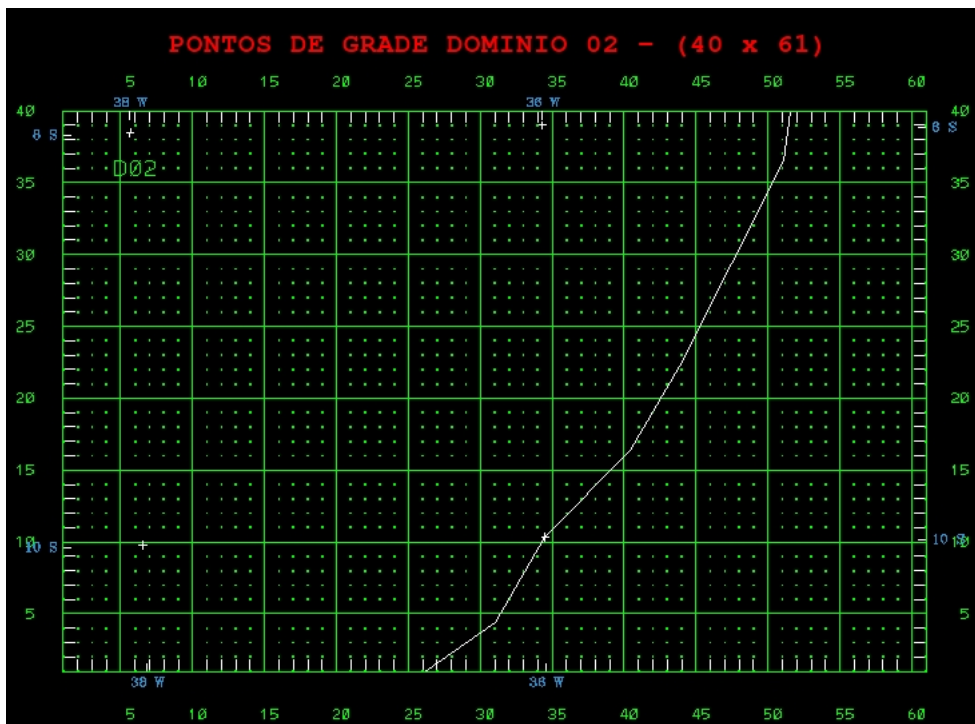 PONTOS DE GRADE DOMINIO 02 - (40 x 61)
5 10 15 20 25 30 35 40 45 50 55 60
38 W 36 W
40 40
8 S 8 S
D02
35 35
30 30
25 25
20 20
15 15
10 10
10 S 10 S
5 5
38 W 36 W
5 10 15 20 25 30 35 40 45 50 55 60